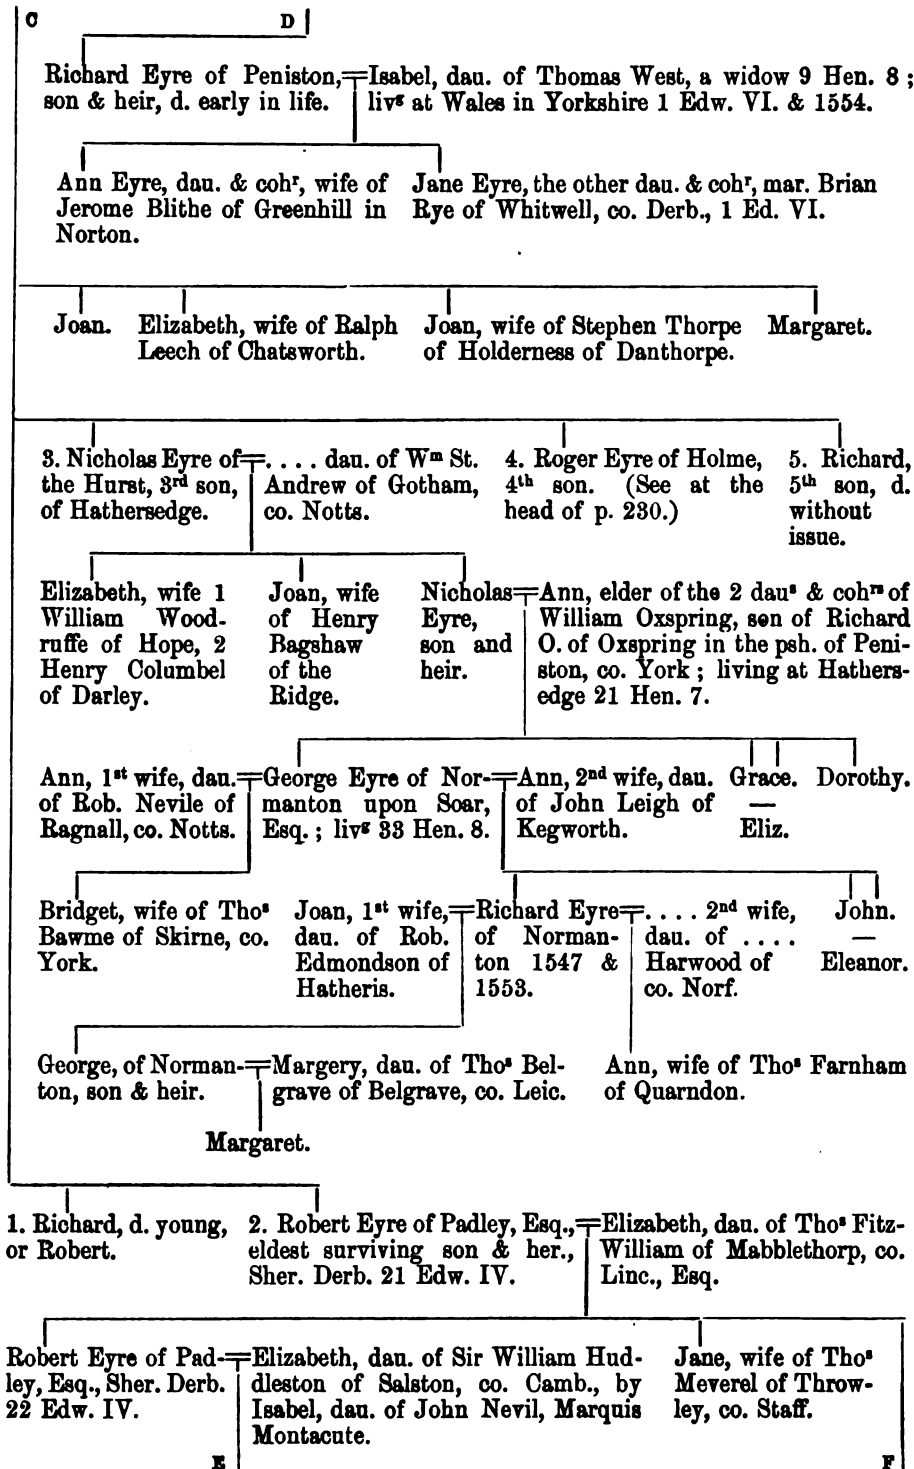 C D
Richard Eyre of Peniston,
son & heir, d. early in life.
Isabel, dau. of Thomas West, a widow 9 Hen. 8 ;
livᵍ at Wales in Yorkshire 1 Edw. VI. & 1554.
Ann Eyre, dau. & cohʳ, wife of
Jerome Blithe of Greenhill in
Norton.
Jane Eyre, the other dau. & cohʳ, mar. Brian
Rye of Whitwell, co. Derb., 1 Ed. VI.
Joan.
Elizabeth, wife of Ralph
Leech of Chatsworth.
Joan, wife of Stephen Thorpe
of Holderness of Danthorpe.
Margaret.
3. Nicholas Eyre of
the Hurst, 3ʳᵈ son,
of Hathersedge.
. . . . dau. of Wᵐ St.
Andrew of Gotham,
co. Notts.
4. Roger Eyre of Holme,
4ᵗʰ son. (See at the
head of p. 230.)
5. Richard,
5ᵗʰ son, d.
without
issue.
Elizabeth, wife 1
William Wood-
ruffe of Hope, 2
Henry Columbel
of Darley.
Joan, wife
of Henry
Bagshaw
of the
Ridge.
Nicholas
Eyre,
son and
heir.
Ann, elder of the 2 dauˢ & cohʳˢ of
William Oxspring, son of Richard
O. of Oxspring in the psh. of Peni-
ston, co. York ; living at Hathers-
edge 21 Hen. 7.
Ann, 1ˢᵗ wife, dau.
of Rob. Nevile of
Ragnall, co. Notts.
George Eyre of Nor-
manton upon Soar,
Esq. ; livᵍ 33 Hen. 8.
Ann, 2ⁿᵈ wife, dau.
of John Leigh of
Kegworth.
Grace.
—
Eliz.
Dorothy.
Bridget, wife of Thoˢ
Bawme of Skirne, co.
York.
Joan, 1ˢᵗ wife,
dau. of Rob.
Edmondson of
Hatheris.
Richard Eyre
of Norman-
ton 1547 &
1553.
. . . . 2ⁿᵈ wife,
dau. of . . . .
Harwood of
co. Norf.
John.
—
Eleanor.
George, of Norman-
ton, son & heir.
Margery, dau. of Thoˢ Bel-
grave of Belgrave, co. Leic.
Ann, wife of Thoˢ Farnham
of Quarndon.
Margaret.
1. Richard, d. young,
or Robert.
2. Robert Eyre of Padley, Esq.,
eldest surviving son & her.,
Sher. Derb. 21 Edw. IV.
Elizabeth, dau. of Thoˢ Fitz-
William of Mabblethorp, co.
Linc., Esq.
Robert Eyre of Pad-
ley, Esq., Sher. Derb.
22 Edw. IV.
Elizabeth, dau. of Sir William Hud-
dleston of Salston, co. Camb., by
Isabel, dau. of John Nevil, Marquis
Montacute.
Jane, wife of Thoˢ
Meverel of Throw-
ley, co. Staff.
E F